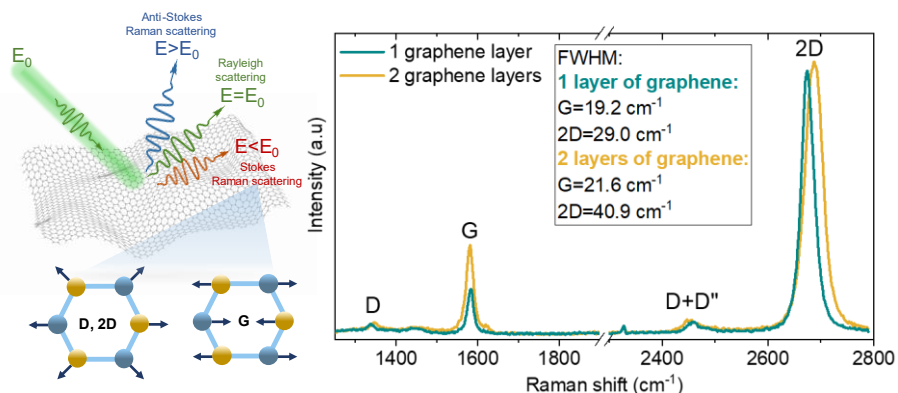 Anti-Stokes
Raman scattering
E>E₀
E₀
Rayleigh
scattering
E=E₀
E<E₀
Stokes
Raman scattering
D, 2D
G
1 graphene layer
2 graphene layers
FWHM:
1 layer of graphene:
G=19.2 cm⁻¹
2D=29.0 cm⁻¹
2 layers of graphene:
G=21.6 cm⁻¹
2D=40.9 cm⁻¹
2D
G
D
D+D"
Intensity (a.u)
1400
1600
1800
2400
2600
2800
Raman shift (cm⁻¹)